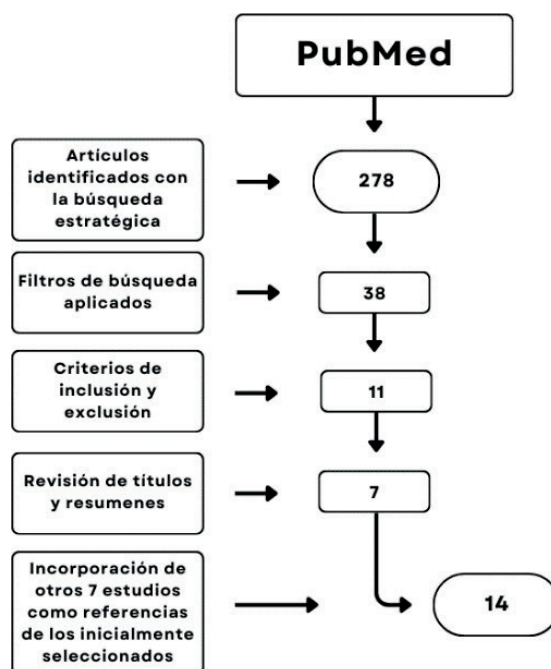 PubMed
Artículos
identificados con
la búsqueda
estratégica
278
Filtros de búsqueda
aplicados
38
Criterios de
inclusión y
exclusión
11
Revisión de títulos
y resumenes
7
Incorporación de
otros 7 estudios
como referencias
de los inicialmente
seleccionados
14